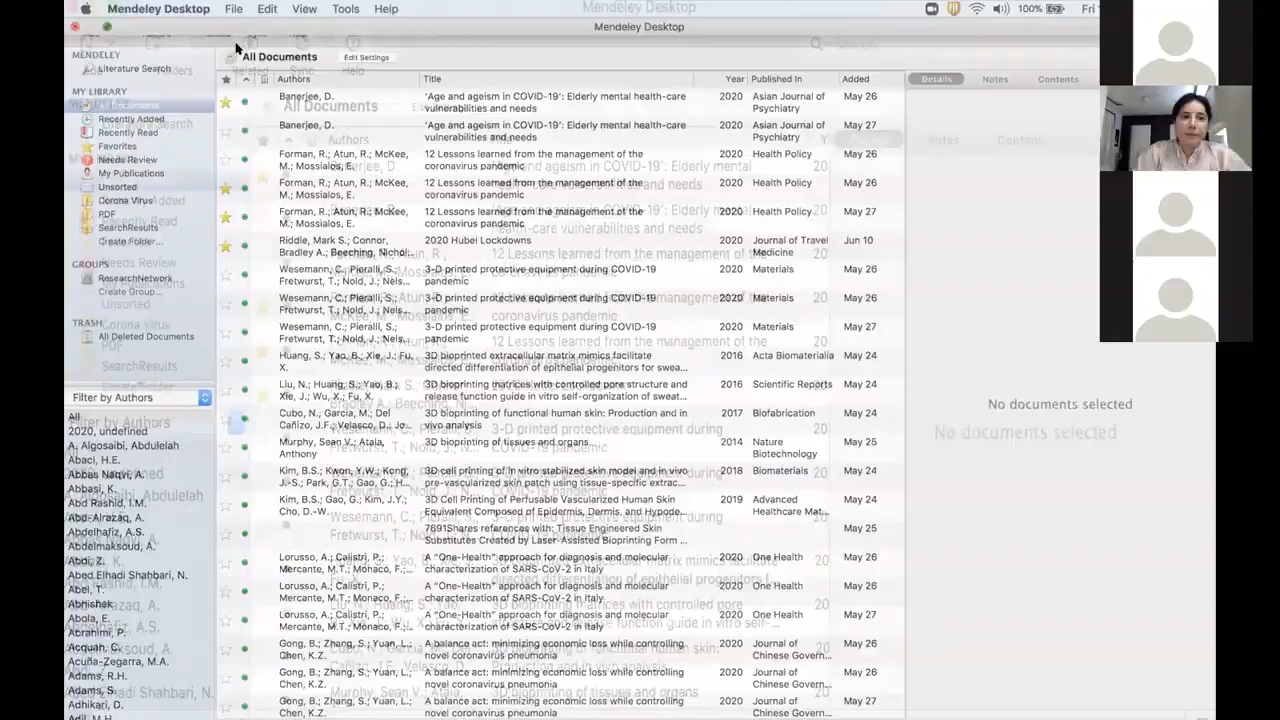 Mendeley Desktop File Edit View Tools Help
100% Fri
Mendeley Desktop
MENDELEY
Literature Search
MY LIBRARY
All Documents
Recently Added
Recently Read
Favorites
Needs Review
My Publications
Unsorted
Corona Virus
PDF
SearchResults
Create Folder...
GROUPS
ResearchNetwork
Create Group...
TRASH
All Deleted Documents
Filter by Authors
All
2020, undefined
A. Algosaibi, Abdulelah
Abaci, H.E.
Abbas Naqvi, A.
Abbasi, K.
Abd Rashid, I.M.
Abd-Alrazaq, A.
Abdelhafiz, A.S.
Abdelmaksoud, A.
Abdi, Z.
Abed Elhadi Shahbari, N.
Abel, T.
Abhishek
Abola, E.
Abrahimi, P.
Acquah, C.
Acuña-Zegarra, M.A.
Adams, R.H.
Adams, S.
Adhikari, D.
Adil, M.H.
All Documents Edit Settings
Authors Title Year Published In Added
Banerjee, D. 'Age and ageism in COVID-19': Elderly mental health-care 2020 Asian Journal of May 26
vulnerabilities and needs Psychiatry
Banerjee, D. 'Age and ageism in COVID-19': Elderly mental health-care 2020 Asian Journal of May 27
vulnerabilities and needs Psychiatry
Forman, R.; Atun, R.; McKee, 12 Lessons learned from the management of the 2020 Health Policy May 26
M.; Mossialos, E. coronavirus pandemic
Forman, R.; Atun, R.; McKee, 12 Lessons learned from the management of the 2020 Health Policy May 26
M.; Mossialos, E. coronavirus pandemic
Forman, R.; Atun, R.; McKee, 12 Lessons learned from the management of the 2020 Health Policy May 27
M.; Mossialos, E. coronavirus pandemic
Riddle, Mark S.; Connor, 2020 Hubei Lockdowns 2020 Journal of Travel Jun 10
Bradley A.; Beeching, Nichol... Medicine
Wesemann, C.; Pieralli, S.; 3-D printed protective equipment during COVID-19 2020 Materials May 26
Fretwurst, T.; Nold, J.; Nels... pandemic
Wesemann, C.; Pieralli, S.; 3-D printed protective equipment during COVID-19 2020 Materials May 26
Fretwurst, T.; Nold, J.; Nels... pandemic
Wesemann, C.; Pieralli, S.; 3-D printed protective equipment during COVID-19 2020 Materials May 27
Fretwurst, T.; Nold, J.; Nels... pandemic
Huang, S.; Yao, B.; Xie, J.; Fu, 3D bioprinted extracellular matrix mimics facilitate 2016 Acta Biomaterialia May 24
X. directed differentiation of epithelial progenitors for swea...
Liu, N.; Huang, S.; Yao, B.; 3D bioprinting matrices with controlled pore structure and 2016 Scientific Reports May 24
Xie, J.; Wu, X.; Fu, X. release function guide in vitro self-organization of sweat...
Cubo, N.; Garcia, M.; Del 3D bioprinting of functional human skin: Production and in 2017 Biofabrication May 24
Cañizo, J.F.; Velasco, D.; Jo... vivo analysis
Murphy, Sean V.; Atala, 3D bioprinting of tissues and organs 2014 Nature May 25
Anthony Biotechnology
Kim, B.S.; Kwon, Y.W.; Kong, 3D cell printing of in vitro stabilized skin model and in vivo 2018 Biomaterials May 24
J.-S.; Park, G.T.; Gao, G.; H... pre-vascularized skin patch using tissue-specific extrac...
Kim, B.S.; Gao, G.; Kim, J.Y.; 3D Cell Printing of Perfusable Vascularized Human Skin 2019 Advanced May 24
Cho, D.-W. Equivalent Composed of Epidermis, Dermis, and Hypode... Healthcare Mat...
7691Shares references with: Tissue Engineered Skin May 25
Substitutes Created by Laser-Assisted Bioprinting Form ...
Lorusso, A.; Calistri, P.; A "One-Health" approach for diagnosis and molecular 2020 One Health May 26
Mercante, M.T.; Monaco, F.;... characterization of SARS-CoV-2 in Italy
Lorusso, A.; Calistri, P.; A "One-Health" approach for diagnosis and molecular 2020 One Health May 26
Mercante, M.T.; Monaco, F.;... characterization of SARS-CoV-2 in Italy
Lorusso, A.; Calistri, P.; A "One-Health" approach for diagnosis and molecular 2020 One Health May 27
Mercante, M.T.; Monaco, F.;... characterization of SARS-CoV-2 in Italy
Gong, B.; Zhang, S.; Yuan, L.; A balance act: minimizing economic loss while controlling 2020 Journal of May 26
Chen, K.Z. novel coronavirus pneumonia Chinese Govern...
Gong, B.; Zhang, S.; Yuan, L.; A balance act: minimizing economic loss while controlling 2020 Journal of May 26
Chen, K.Z. novel coronavirus pneumonia Chinese Govern...
Gong, B.; Zhang, S.; Yuan, L.; A balance act: minimizing economic loss while controlling 2020 Journal of May 27
Chen, K.Z. novel coronavirus pneumonia Chinese Govern...
Details Notes Contents
No documents selected
No documents selected